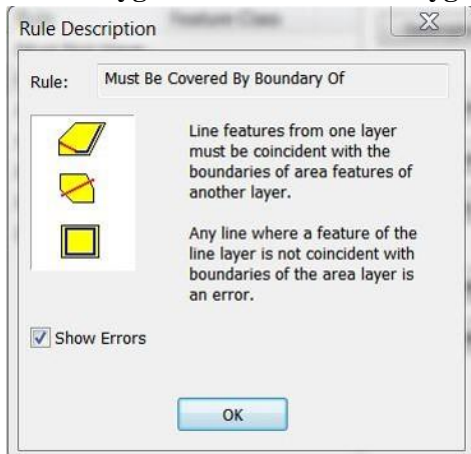 Rule Description
Rule: Must Be Covered By Boundary Of
Line features from one layer
must be coincident with the
boundaries of area features of
another layer.
Any line where a feature of the
line layer is not coincident with
boundaries of the area layer is
an error.
Show Errors
OK